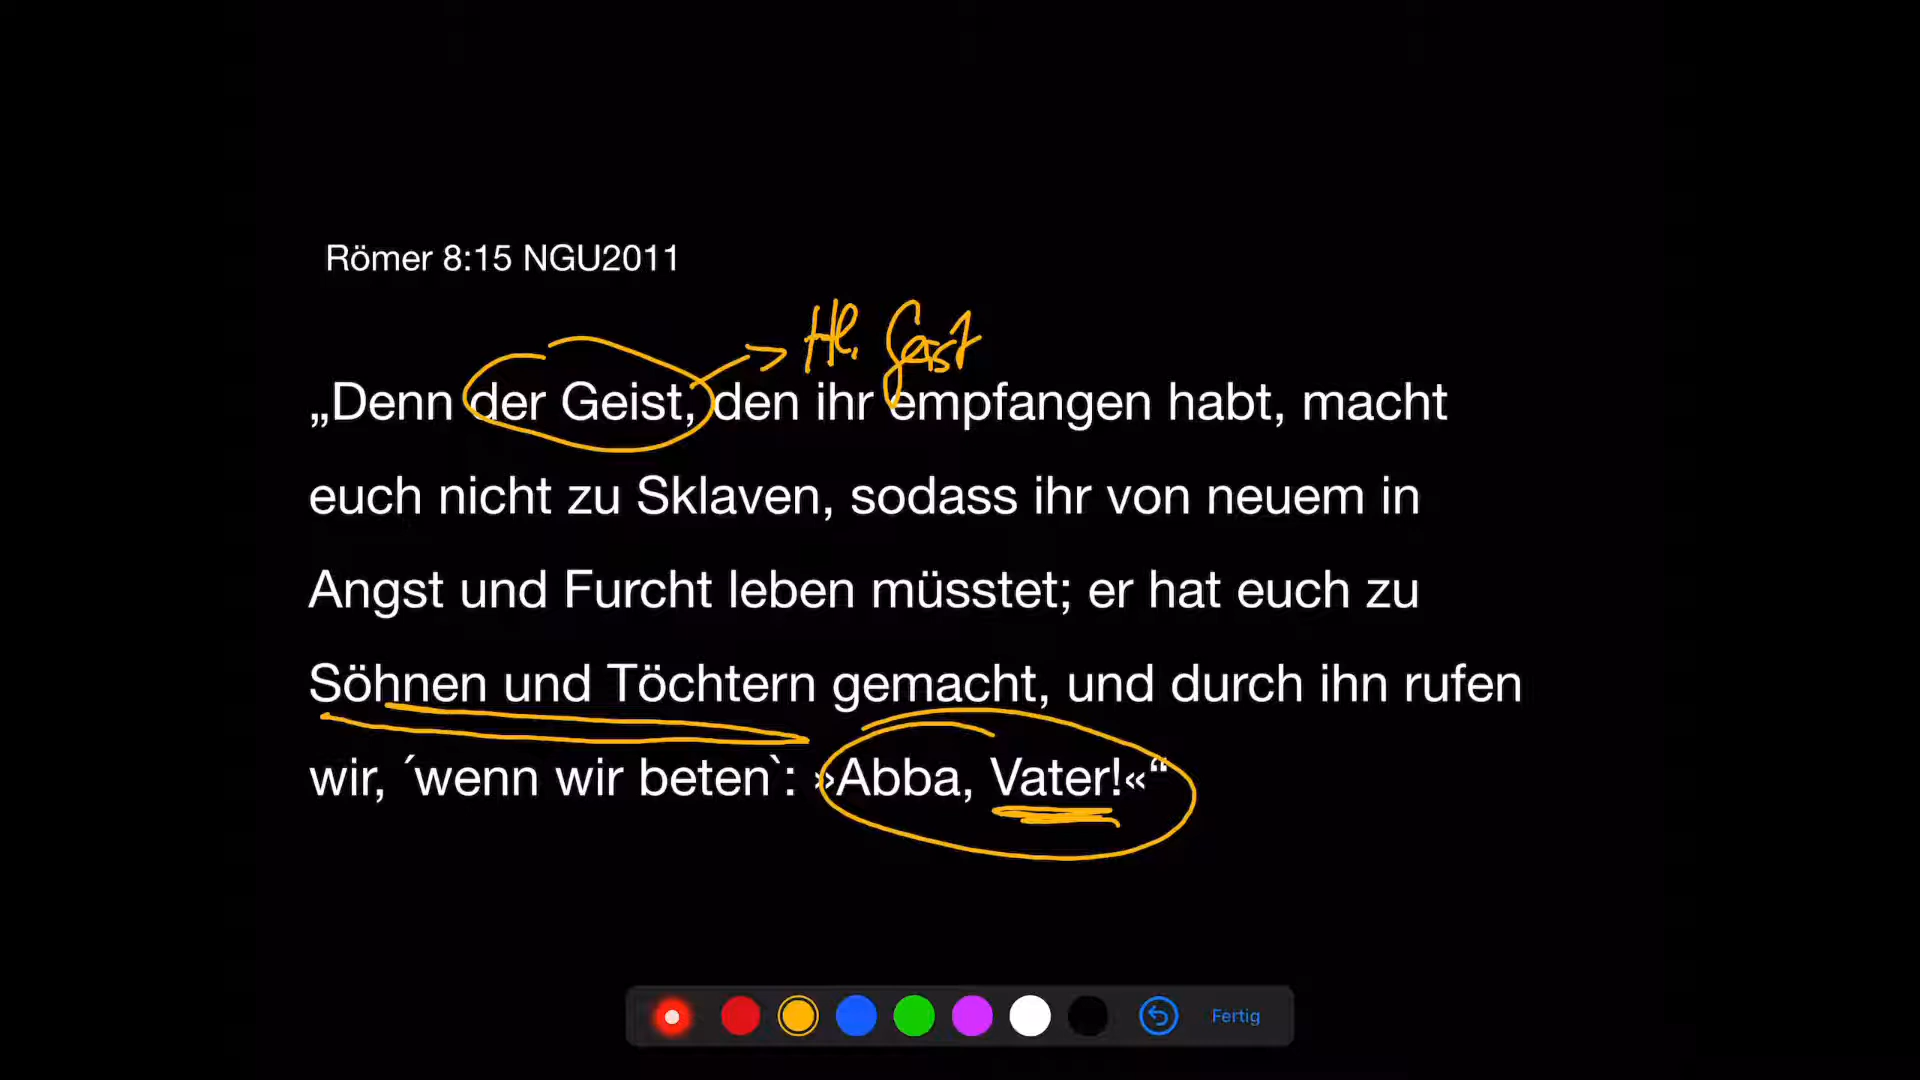 Römer 8:15 NGU2011
Hl. Geist
„Denn der Geist, den ihr empfangen habt, macht
euch nicht zu Sklaven, sodass ihr von neuem in
Angst und Furcht leben müsstet; er hat euch zu
Söhnen und Töchtern gemacht, und durch ihn rufen
wir, ´wenn wir beten`: »Abba, Vater!«“
Fertig